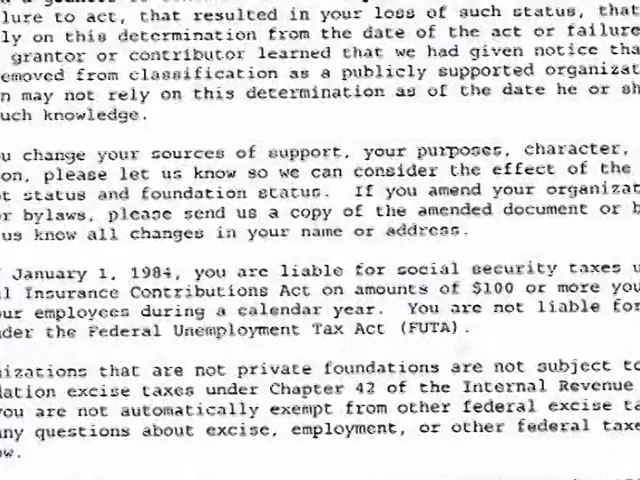 lure to act, that resulted in your loss of such status, that
ly on this determination from the date of the act or failure
grantor or contributor learned that we had given notice tha
emoved from classification as a publicly supported organizat
n may not rely on this determination as of the date he or sh
uch knowledge.
u change your sources of support, your purposes, character,
on, please let us know so we can consider the effect of the
t status and foundation status. If you amend your organizat
r bylaws, please send us a copy of the amended document or b
us know all changes in your name or address.
January 1, 1984, you are liable for social security taxes u
l Insurance Contributions Act on amounts of $100 or more you
ur employees during a calendar year. You are not liable for
der the Federal Unemployment Tax Act (FUTA).
nizations that are not private foundations are not subject to
dation excise taxes under Chapter 42 of the Internal Revenue
you are not automatically exempt from other federal excise ta
any questions about excise, employment, or other federal taxe
ow.